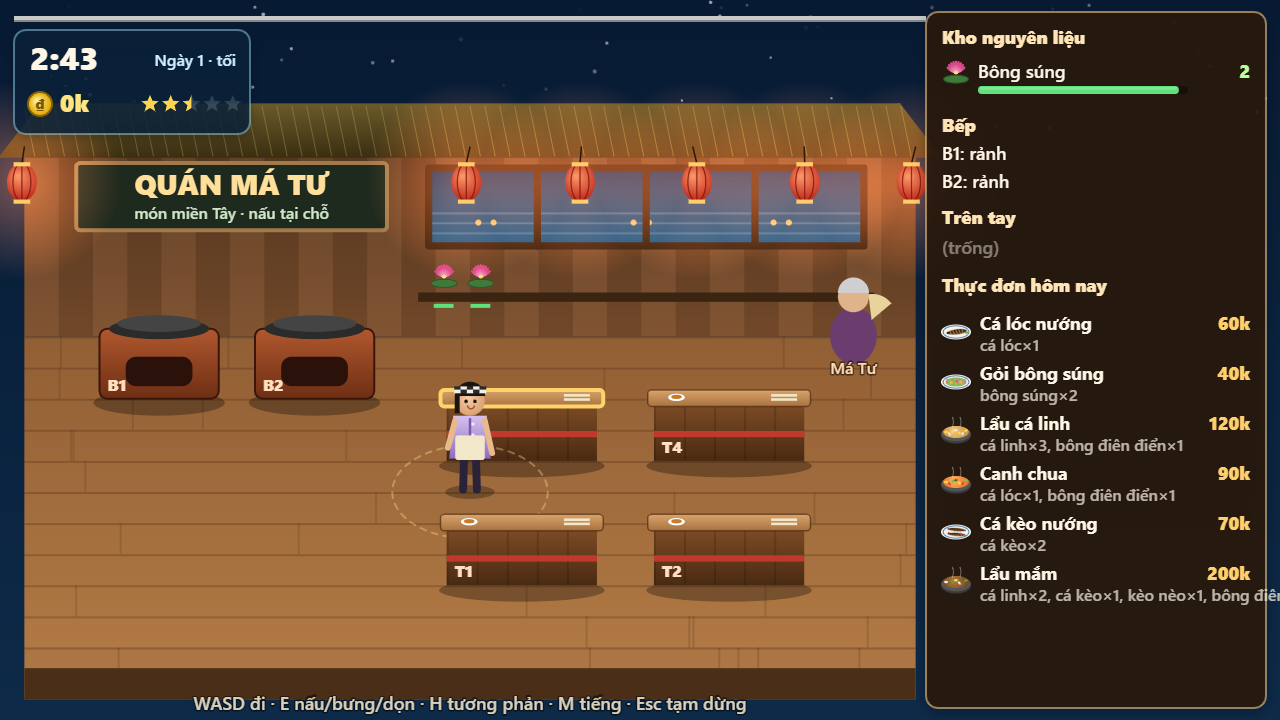 2:43
Ngày 1 · tối
đ 0k
QUÁN MÁ TƯ
món miền Tây · nấu tại chỗ
B1
B2
Má Tư
T4
T1
T2
WASD đi · E nấu/bưng/dọn · H tương phản · M tiếng · Esc tạm dừng
Kho nguyên liệu
Bông súng 2
Bếp
B1: rảnh
B2: rảnh
Trên tay
(trống)
Thực đơn hôm nay
Cá lóc nướng 60k
cá lóc×1
Gỏi bông súng 40k
bông súng×2
Lẩu cá linh 120k
cá linh×3, bông điên điển×1
Canh chua 90k
cá lóc×1, bông điên điển×1
Cá kèo nướng 70k
cá kèo×2
Lẩu mắm 200k
cá linh×2, cá kèo×1, kèo nèo×1, bông điên